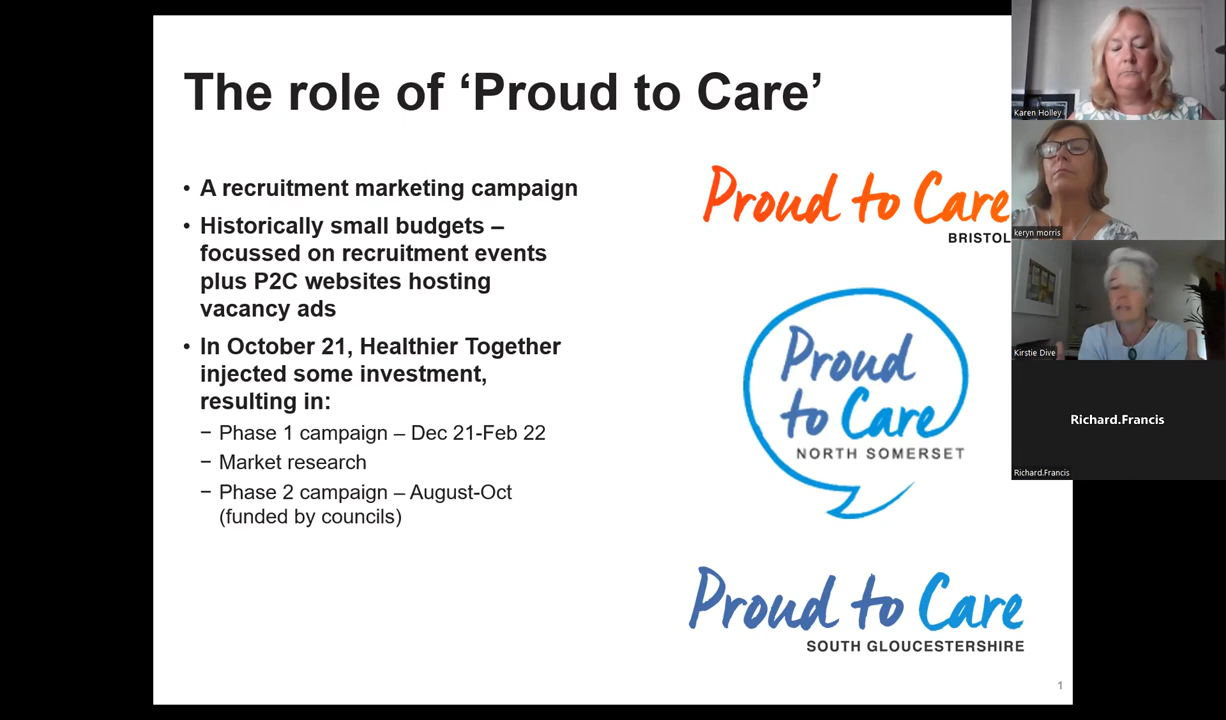 The role of ‘Proud to Care’
• A recruitment marketing campaign
• Historically small budgets –
focussed on recruitment events
plus P2C websites hosting
vacancy ads
• In October 21, Healthier Together
injected some investment,
resulting in:
− Phase 1 campaign – Dec 21-Feb 22
− Market research
− Phase 2 campaign – August-Oct
(funded by councils)
Proud to Care
BRISTOL
Proud
to Care
NORTH SOMERSET
Proud to Care
SOUTH GLOUCESTERSHIRE
1
Karen Holley
keryn morris
Kirstie Dive
Richard.Francis
Richard.Francis